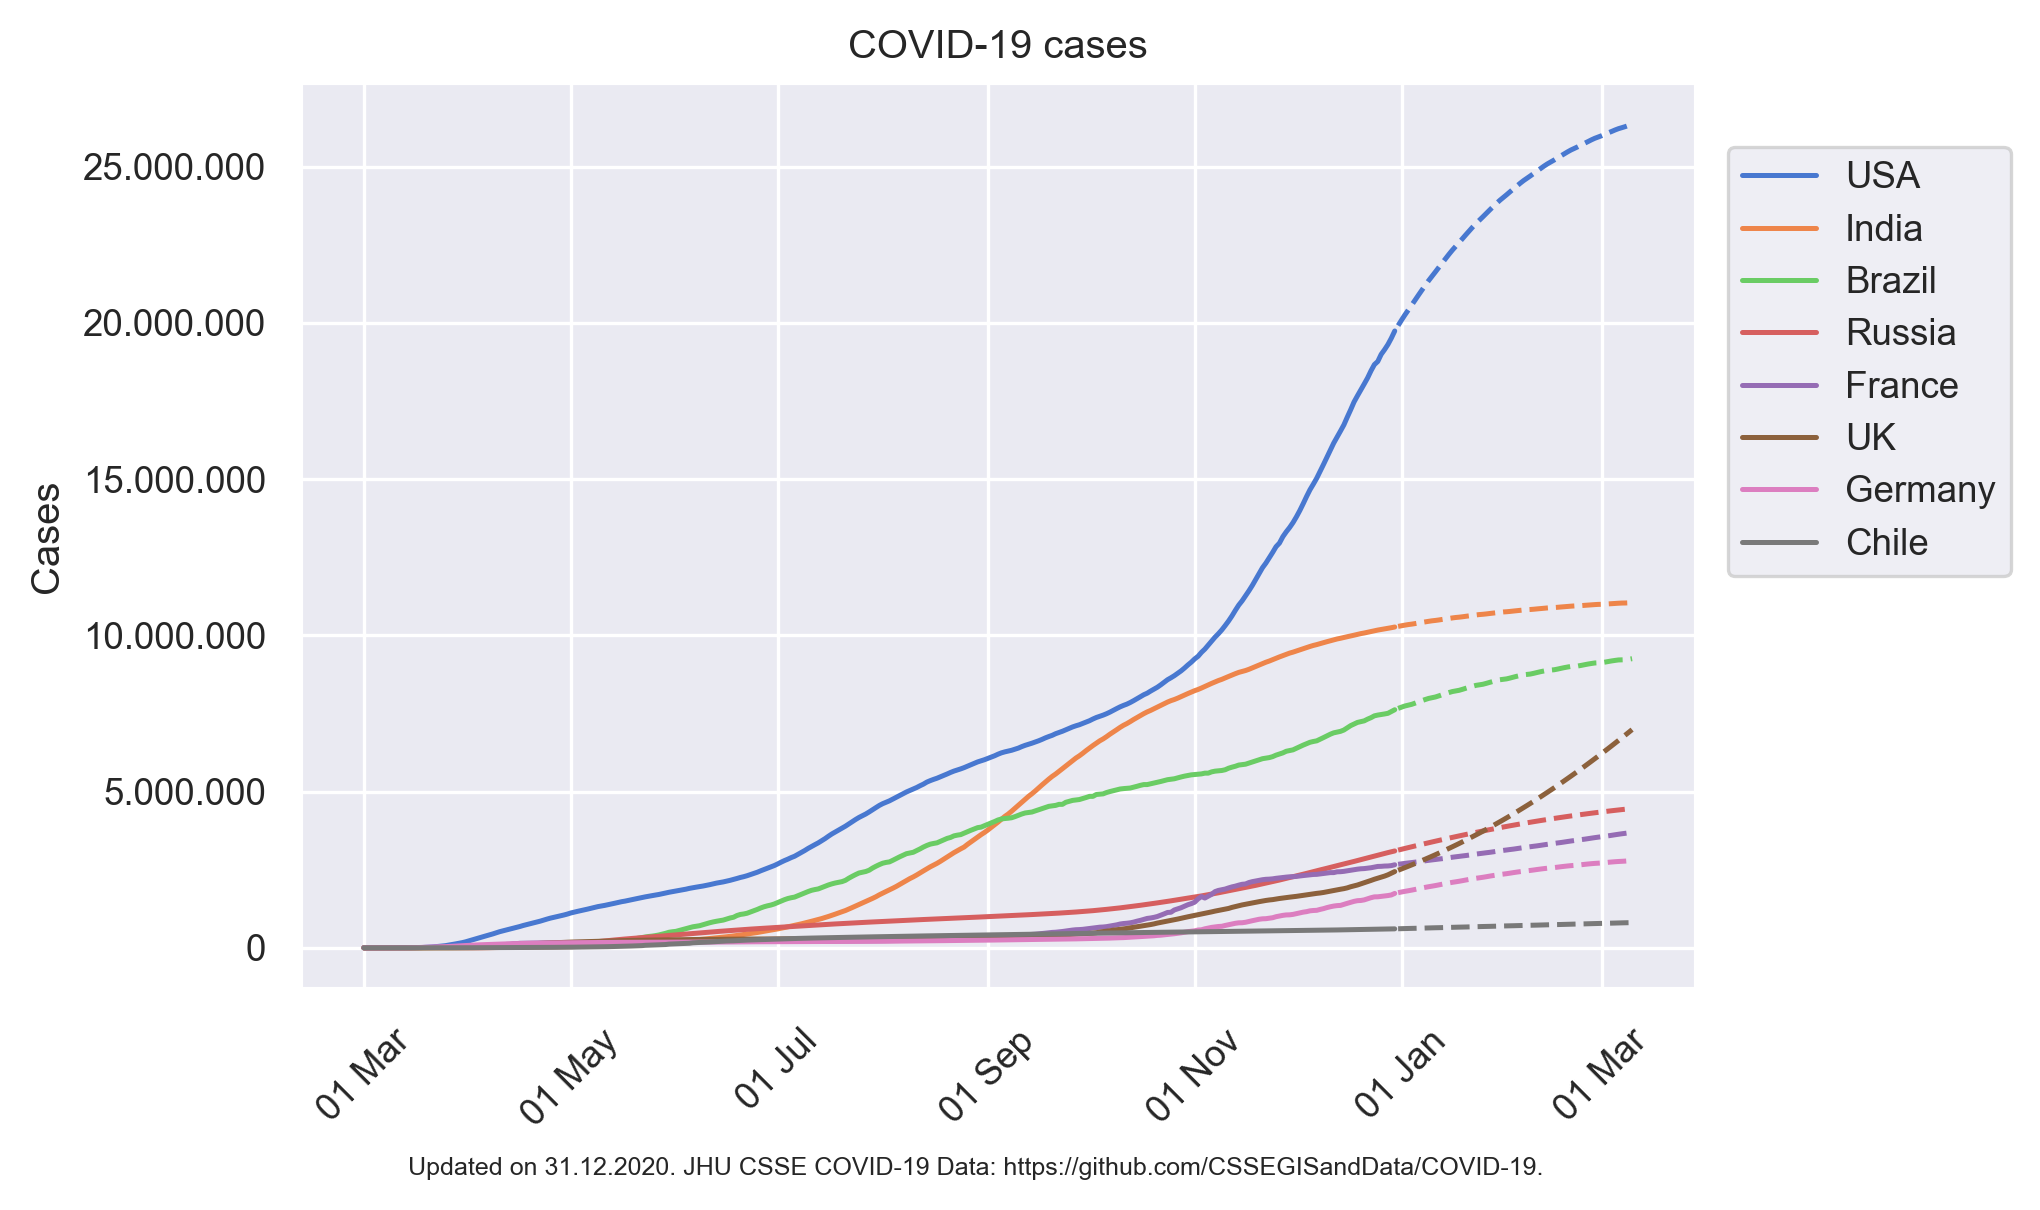 COVID-19 cases
25.000.000
20.000.000
15.000.000
10.000.000
5.000.000
0
Cases
01 Mar
01 May
01 Jul
01 Sep
01 Nov
01 Jan
01 Mar
USA
India
Brazil
Russia
France
UK
Germany
Chile
Updated on 31.12.2020. JHU CSSE COVID-19 Data: https://github.com/CSSEGISandData/COVID-19.